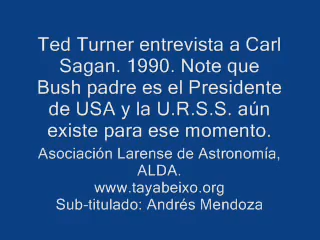 Ted Turner entrevista a Carl
Sagan. 1990. Note que
Bush padre es el Presidente
de USA y la U.R.S.S. aún
existe para ese momento.
Asociación Larense de Astronomía,
ALDA.
www.tayabeixo.org
Sub-titulado: Andrés Mendoza